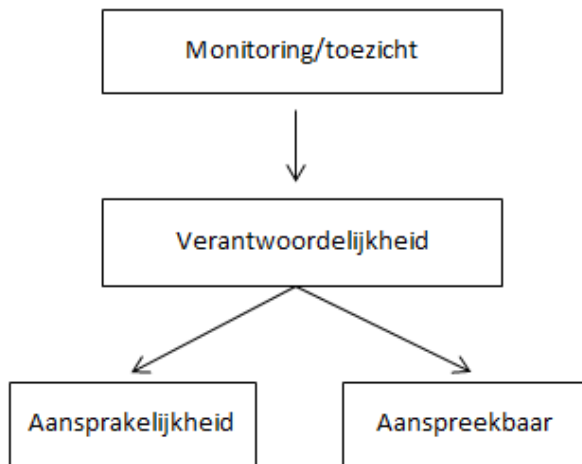 Monitoring/toezicht
Verantwoordelijkheid
Aansprakelijkheid
Aanspreekbaar